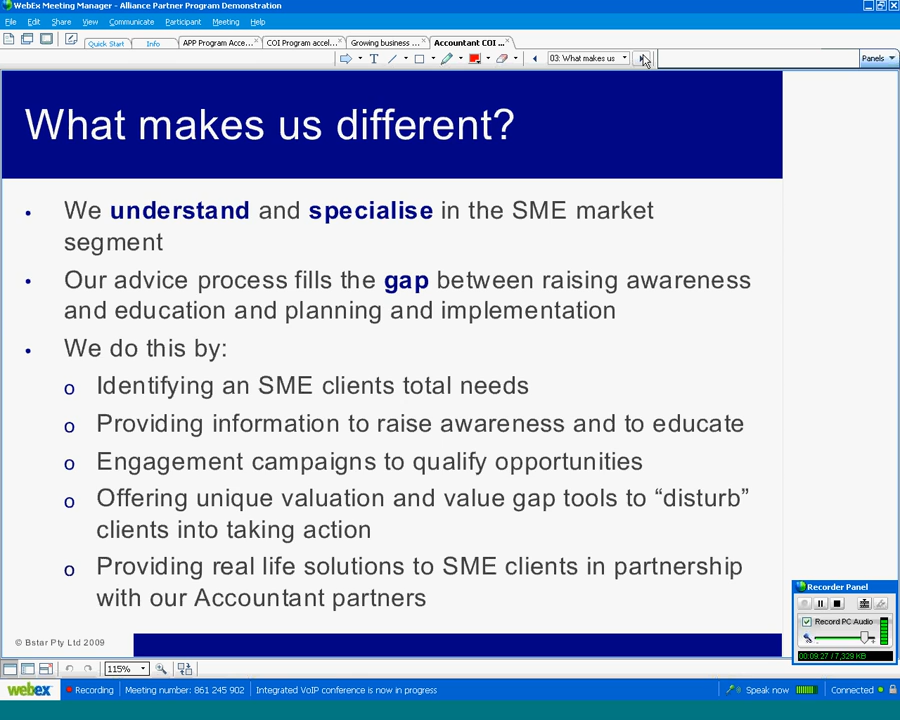 WebEx Meeting Manager - Alliance Partner Program Demonstration
File Edit Share View Communicate Participant Meeting Help
Quick Start Info APP Program Acce... COI Program accel... Growing business ... Accountant COI ...
T 03: What makes us Panels
What makes us different?
• We understand and specialise in the SME market
segment
• Our advice process fills the gap between raising awareness
and education and planning and implementation
• We do this by:
o Identifying an SME clients total needs
o Providing information to raise awareness and to educate
o Engagement campaigns to qualify opportunities
o Offering unique valuation and value gap tools to “disturb”
clients into taking action
o Providing real life solutions to SME clients in partnership
with our Accountant partners
© Bstar Pty Ltd 2009
Recorder Panel
Record PC Audio
00:09:27 / 7,329 KB
115%
webex Recording Meeting number: 861 245 902 Integrated VoIP conference is now in progress Speak now Connected